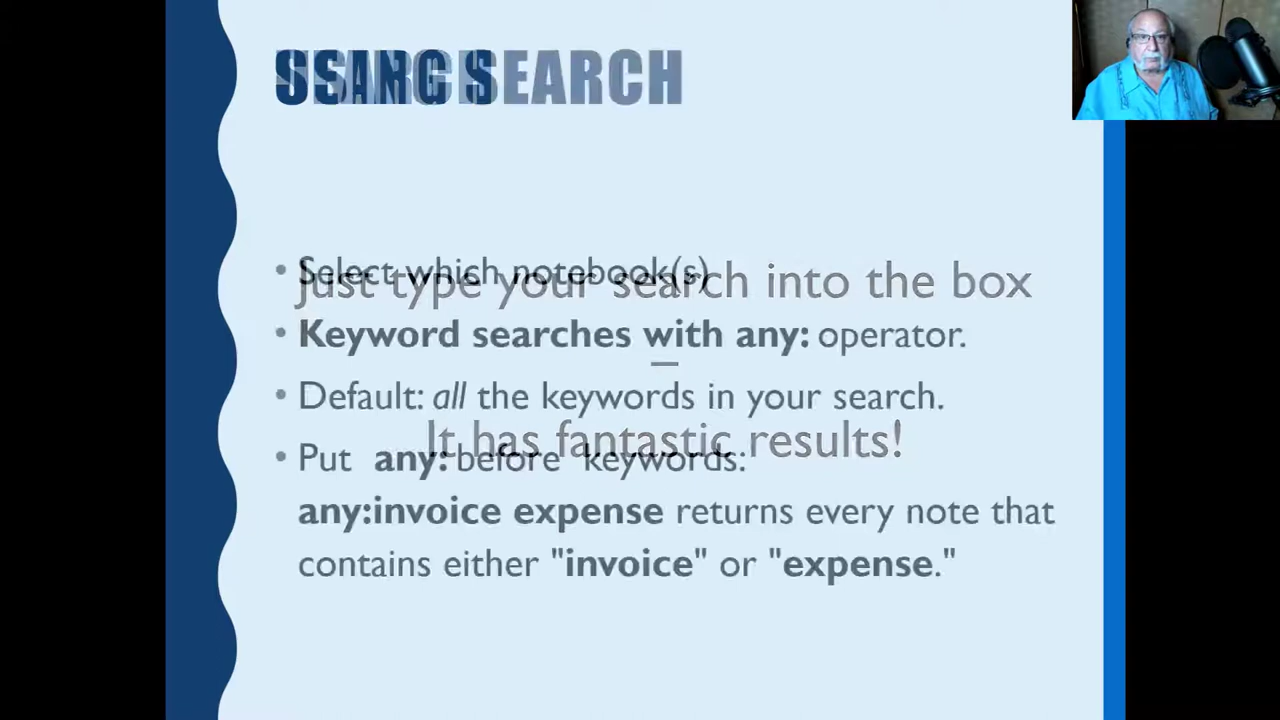 SEARCH
Select which notebook(s)
Just type your search into the box
Keyword searches with any: operator.
–
Default: all the keywords in your search.
It has fantastic results!
Put any: before keywords:
any:invoice expense returns every note that
contains either "invoice" or "expense."